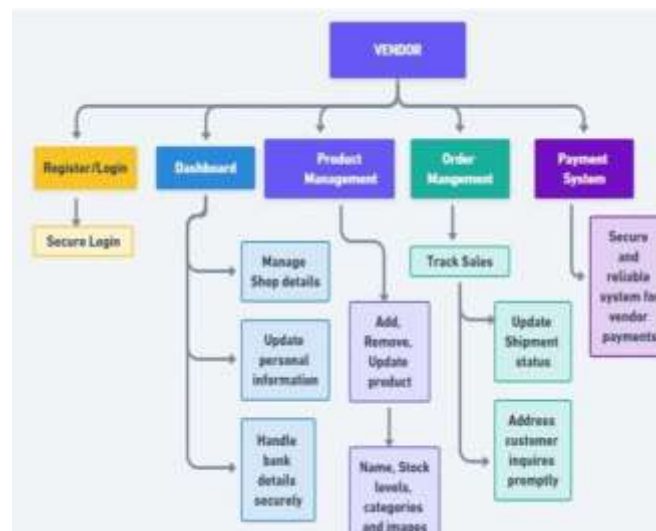 VENDOR
Register/Login
Dashboard
Product
Management
Order
Mangement
Payment
System
Secure Login
Manage
Shop details
Update
personal
information
Handle
bank
details
securely
Add,
Remove,
Update
product
Name, Stock
levels,
categories
and images
Track Sales
Update
Shipment
status
Address
customer
inquires
promptly
Secure
and
reliable
system for
vendor
payments